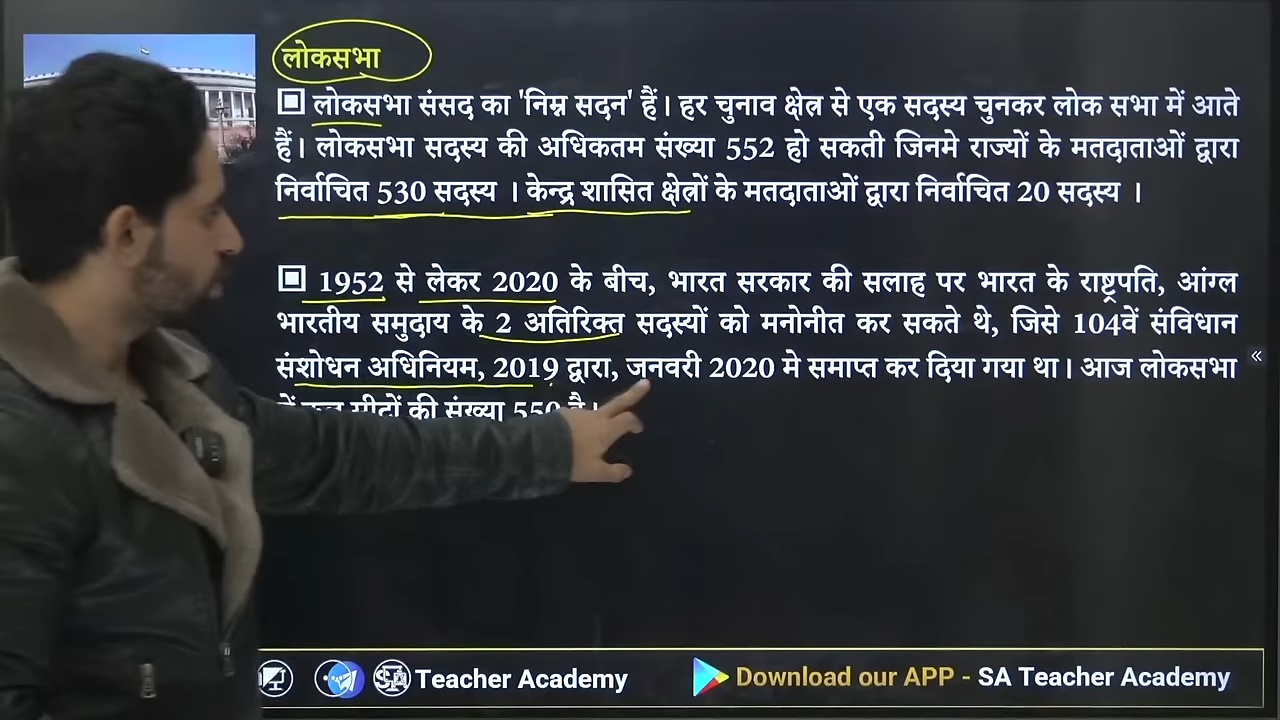 लोकसभा
लोकसभा संसद का 'निम्न सदन' हैं। हर चुनाव क्षेत्र से एक सदस्य चुनकर लोक सभा में आते
हैं। लोकसभा सदस्य की अधिकतम संख्या 552 हो सकती जिनमे राज्यों के मतदाताओं द्वारा
निर्वाचित 530 सदस्य । केन्द्र शासित क्षेत्रों के मतदाताओं द्वारा निर्वाचित 20 सदस्य ।
1952 से लेकर 2020 के बीच, भारत सरकार की सलाह पर भारत के राष्ट्रपति, आंग्ल
भारतीय समुदाय के 2 अतिरिक्त सदस्यों को मनोनीत कर सकते थे, जिसे 104वें संविधान
संशोधन अधिनियम, 2019 द्वारा, जनवरी 2020 मे समाप्त कर दिया गया था। आज लोकसभा
सीटों की संख्या 550 है।
Teacher Academy
Download our APP - SA Teacher Academy